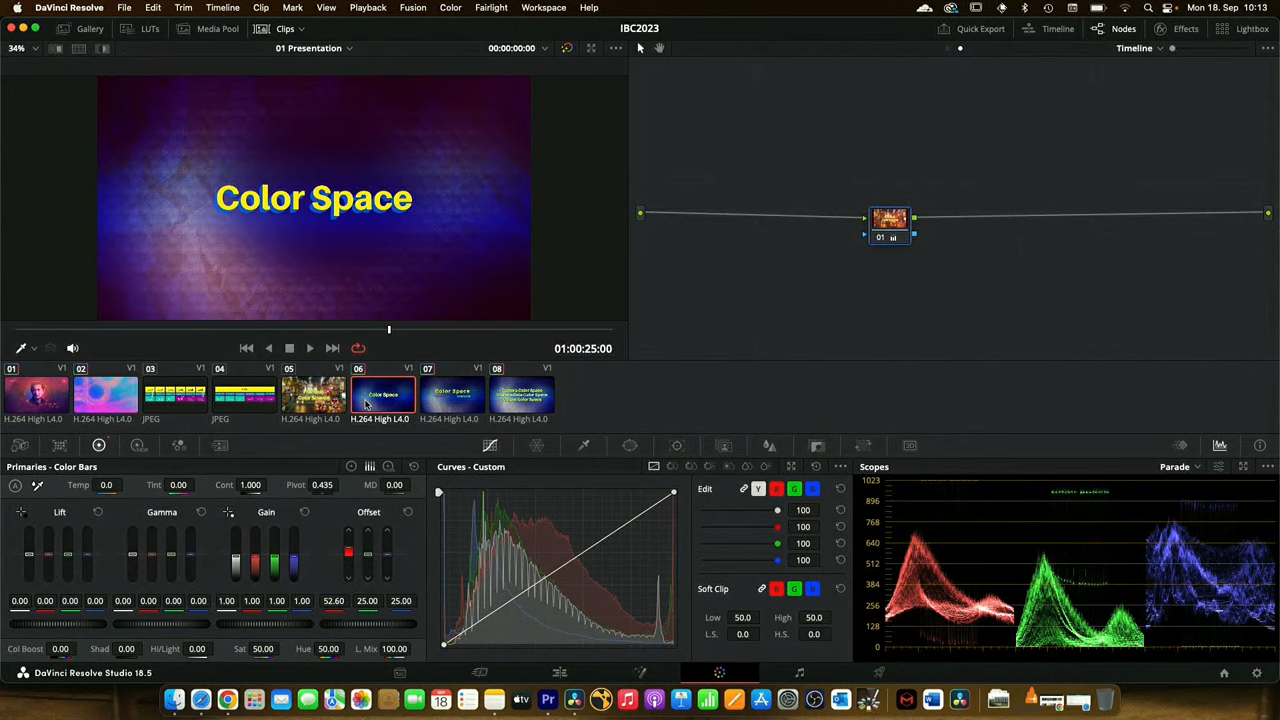 DaVinci Resolve File Edit Trim Timeline Clip Mark View Playback Fusion Color Fairlight Workspace Help Mon 18. Sep 10:13
Gallery LUTs Media Pool Clips IBC2023 Quick Export Timeline Nodes Effects Lightbox
34% 01 Presentation 00:00:00:00 Timeline
Color Space
01
01:00:25:00
01 V1 02 V1 03 V1 04 V1 05 V1 06 V1 07 V1 08 V1
Color Space
H.264 High L4.0 H.264 High L4.0 JPEG JPEG H.264 High L4.0 H.264 High L4.0 H.264 High L4.0 H.264 High L4.0
Primaries - Color Bars Curves - Custom Scopes Parade
Temp 0.0 Tint 0.00 Cont 1.000 Pivot 0.435 MD 0.00
Edit Y R G B
Lift Gamma Gain Offset
100
100
100
100
Soft Clip R G B
Low 50.0 High 50.0
L.S. 0.0 H.S. 0.0
0.00 0.00 0.00 0.00 0.00 0.00 0.00 0.00 1.00 1.00 1.00 1.00 52.60 25.00 25.00
Col Boost 0.00 Shad 0.00 Hi/Light 0.00 Sat 50.00 Hue 50.00 L. Mix 100.00
1023
896
768
640
512
384
256
128
0
DaVinci Resolve Studio 18.5
SEP
18
tv
Pr